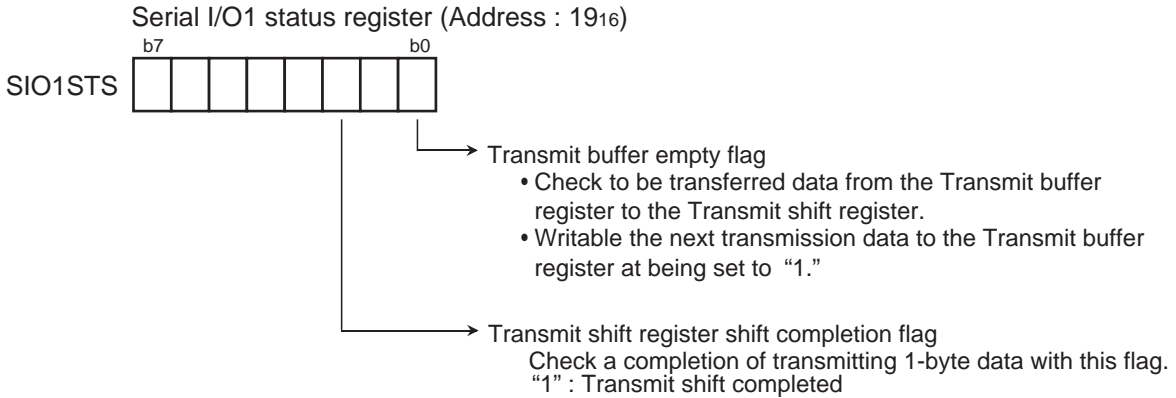 Serial I/O1 status register (Address : 19₁₆)
b7 b0
SIO1STS
Transmit buffer empty flag
• Check to be transferred data from the Transmit buffer
register to the Transmit shift register.
• Writable the next transmission data to the Transmit buffer
register at being set to “1.”
Transmit shift register shift completion flag
Check a completion of transmitting 1-byte data with this flag.
“1” : Transmit shift completed